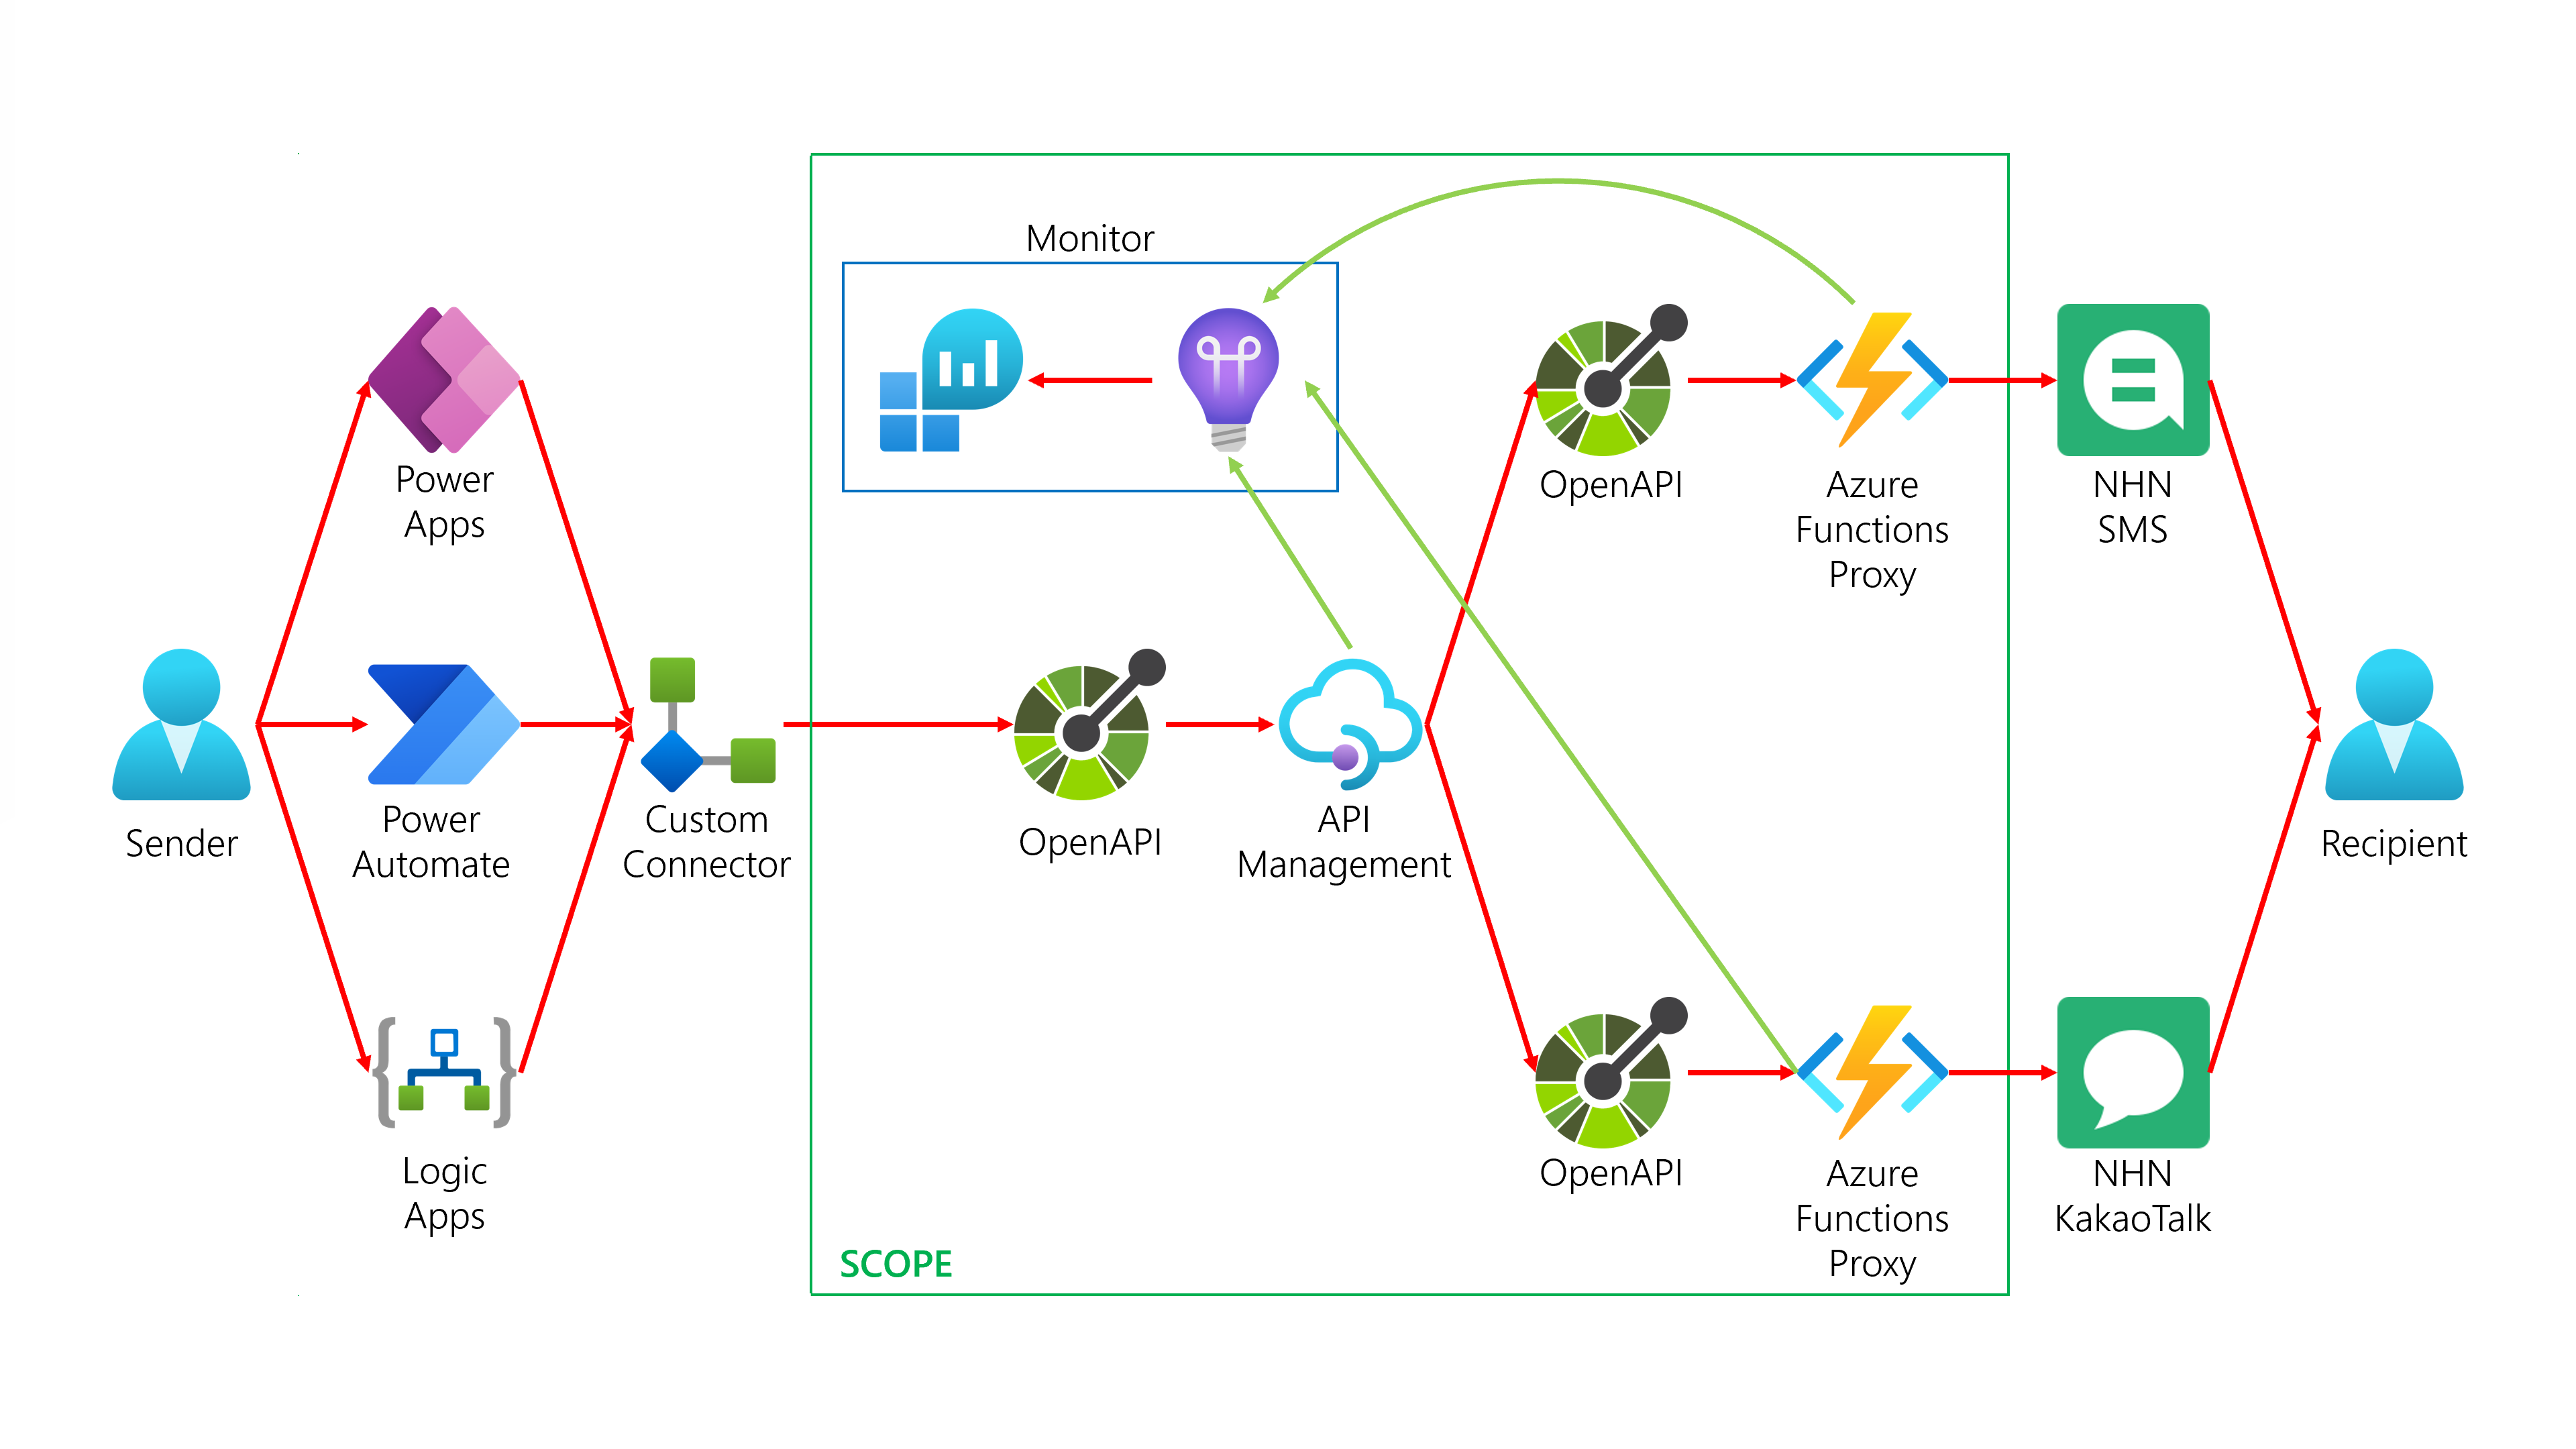 Monitor
Power
Apps
OpenAPI
Azure
Functions
Proxy
NHN
SMS
Sender
Power
Automate
Custom
Connector
OpenAPI
API
Management
Recipient
Logic
Apps
OpenAPI
Azure
Functions
Proxy
NHN
KakaoTalk
SCOPE